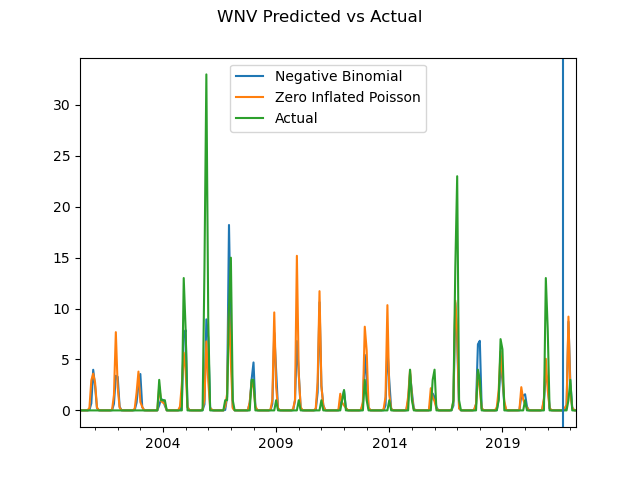 WNV Predicted vs Actual
Negative Binomial
Zero Inflated Poisson
Actual
30
25
20
15
10
5
0
2004
2009
2014
2019